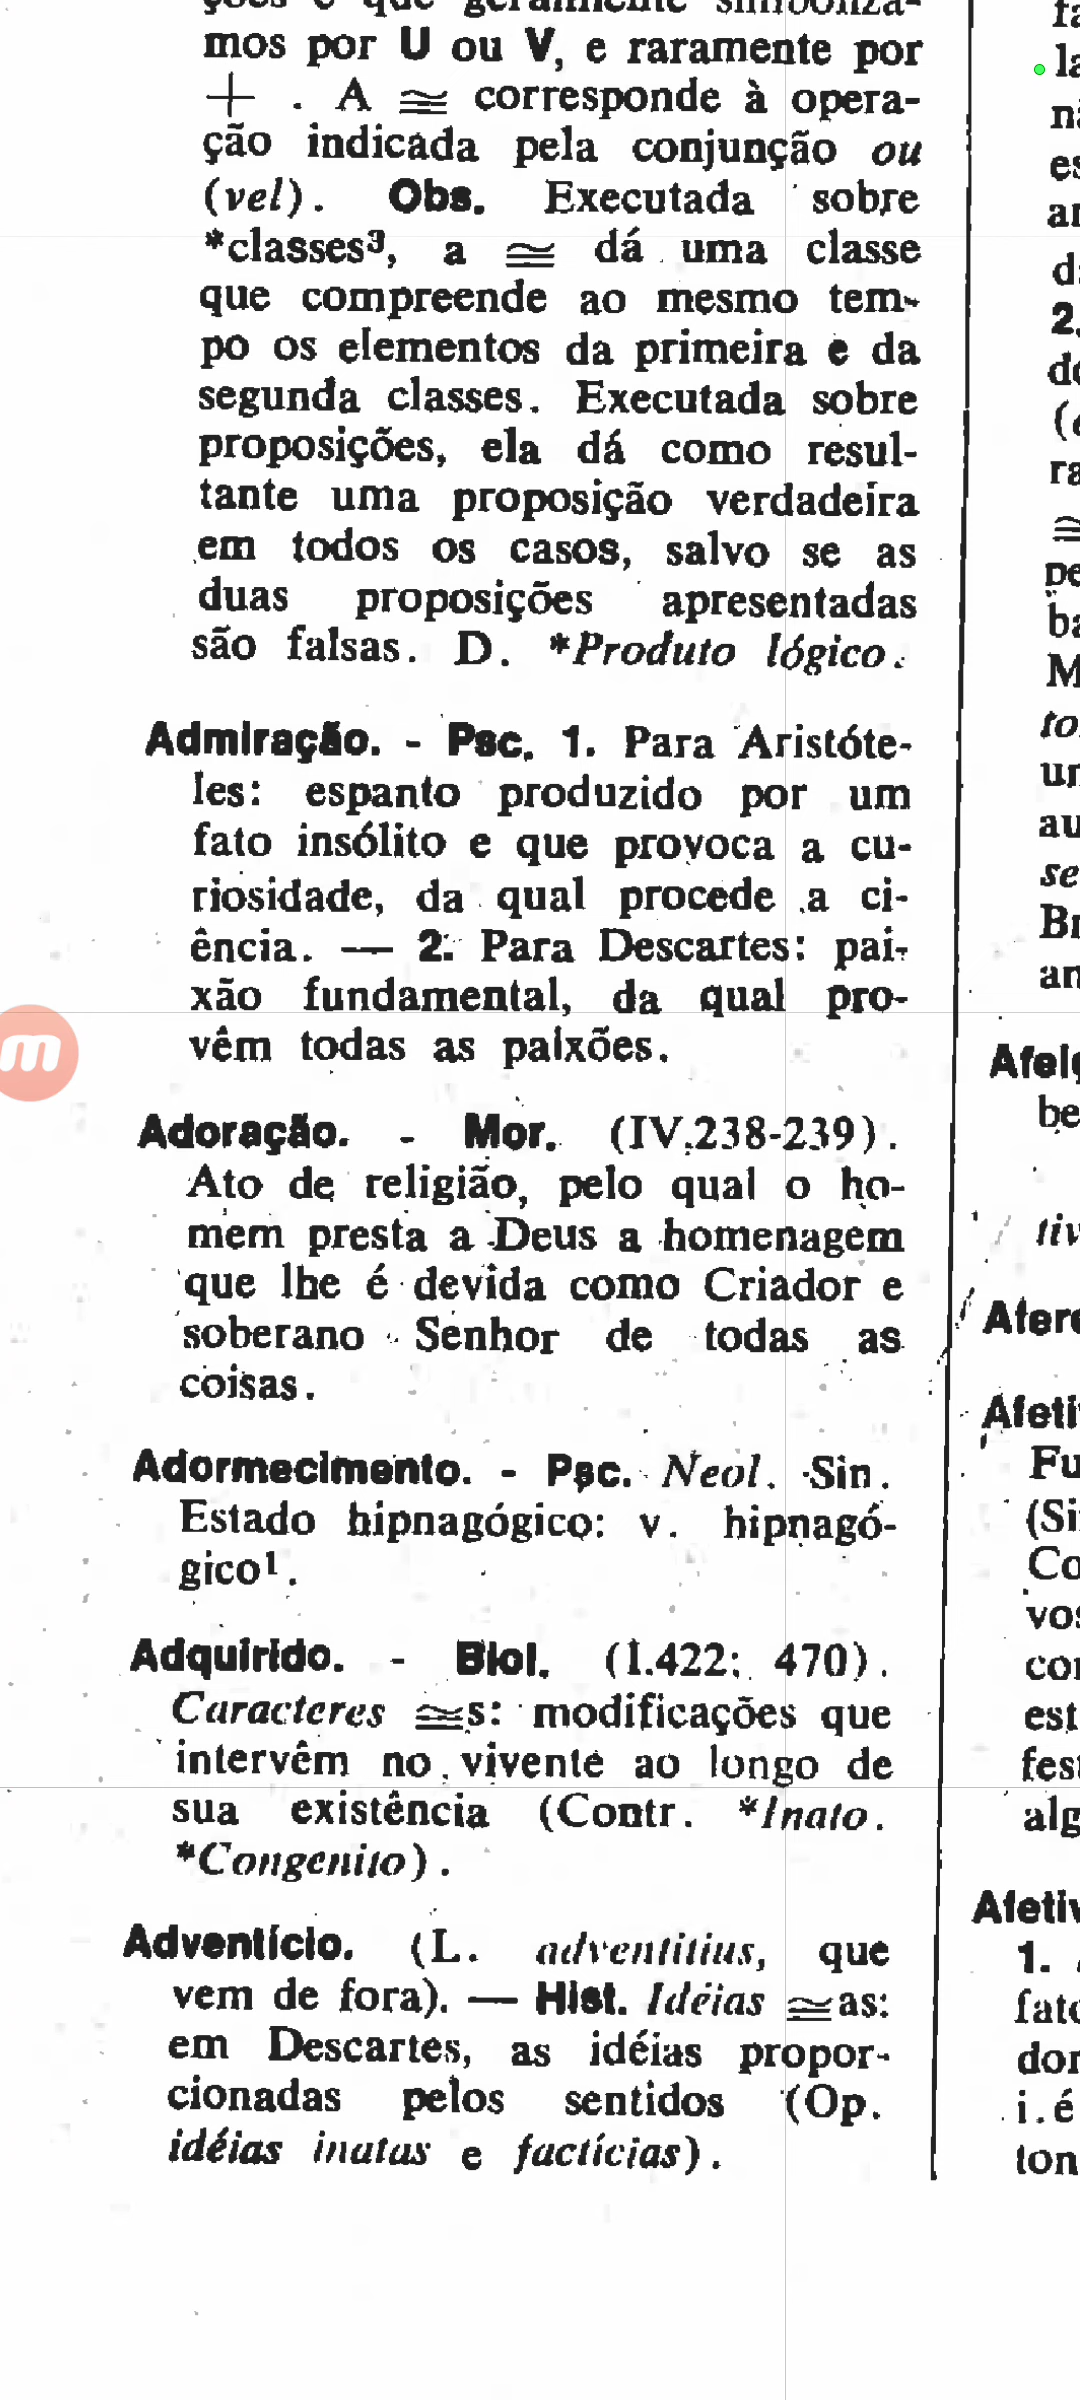 mos por U ou V, e raramente por
+ . A ≅ corresponde à opera-
ção indicada pela conjunção ou
(vel). Obs. Executada sobre
*classes³, a ≅ dá uma classe
que compreende ao mesmo tem-
po os elementos da primeira e da
segunda classes. Executada sobre
proposições, ela dá como resul-
tante uma proposição verdadeira
em todos os casos, salvo se as
duas proposições apresentadas
são falsas. D. *Produto lógico.
Admiração. - Psc. 1. Para Aristóte-
les: espanto produzido por um
fato insólito e que provoca a cu-
riosidade, da qual procede a ci-
ência. — 2. Para Descartes: pai-
xão fundamental, da qual pro-
vêm todas as paixões.
Adoração. - Mor. (IV.238-239).
Ato de religião, pelo qual o ho-
mem presta a Deus a homenagem
que lhe é devida como Criador e
soberano Senhor de todas as
coisas.
Adormecimento. - Psc. Neol. Sin.
Estado hipnagógico: v. hipnagó-
gico¹.
Adquirido. - Biol. (I.422; 470).
Caracteres ≅s: modificações que
intervêm no vivente ao longo de
sua existência (Contr. *Inato.
*Congenito).
Adventício. (L. adventitius, que
vem de fora). — Hist. Idéias ≅as:
em Descartes, as idéias propor-
cionadas pelos sentidos (Op.
idéias inatas e factícias).